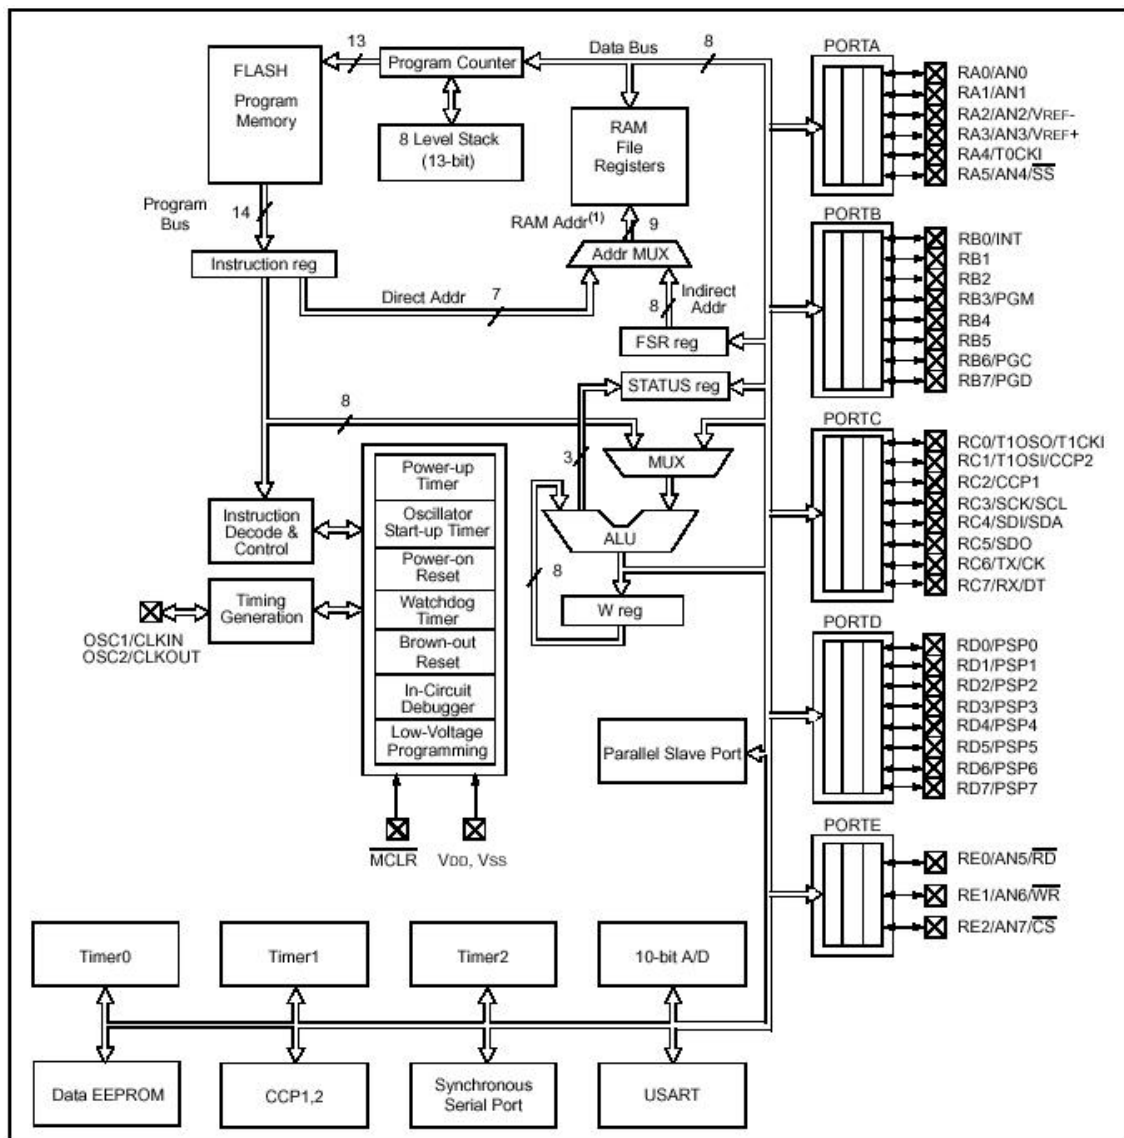 13
Data Bus
8
PORTA
FLASH
Program
Memory
Program Counter
8 Level Stack
(13-bit)
RAM
File
Registers
RA0/AN0
RA1/AN1
RA2/AN2/VREF-
RA3/AN3/VREF+
RA4/T0CKI
RA5/AN4/SS
Program
Bus
14
RAM Addr(1)
9
PORTB
Instruction reg
Addr MUX
RB0/INT
RB1
RB2
RB3/PGM
RB4
RB5
RB6/PGC
RB7/PGD
Direct Addr
7
8
Indirect
Addr
FSR reg
STATUS reg
8
3
MUX
PORTC
RC0/T1OSO/T1CKI
RC1/T1OSI/CCP2
RC2/CCP1
RC3/SCK/SCL
RC4/SDI/SDA
RC5/SDO
RC6/TX/CK
RC7/RX/DT
Power-up
Timer
Oscillator
Start-up Timer
Power-on
Reset
Watchdog
Timer
Brown-out
Reset
In-Circuit
Debugger
Low-Voltage
Programming
Instruction
Decode &
Control
ALU
8
W reg
Timing
Generation
OSC1/CLKIN
OSC2/CLKOUT
PORTD
RD0/PSP0
RD1/PSP1
RD2/PSP2
RD3/PSP3
RD4/PSP4
RD5/PSP5
RD6/PSP6
RD7/PSP7
Parallel Slave Port
MCLR
VDD, VSS
PORTE
RE0/AN5/RD
RE1/AN6/WR
RE2/AN7/CS
Timer0
Timer1
Timer2
10-bit A/D
Data EEPROM
CCP1,2
Synchronous
Serial Port
USART